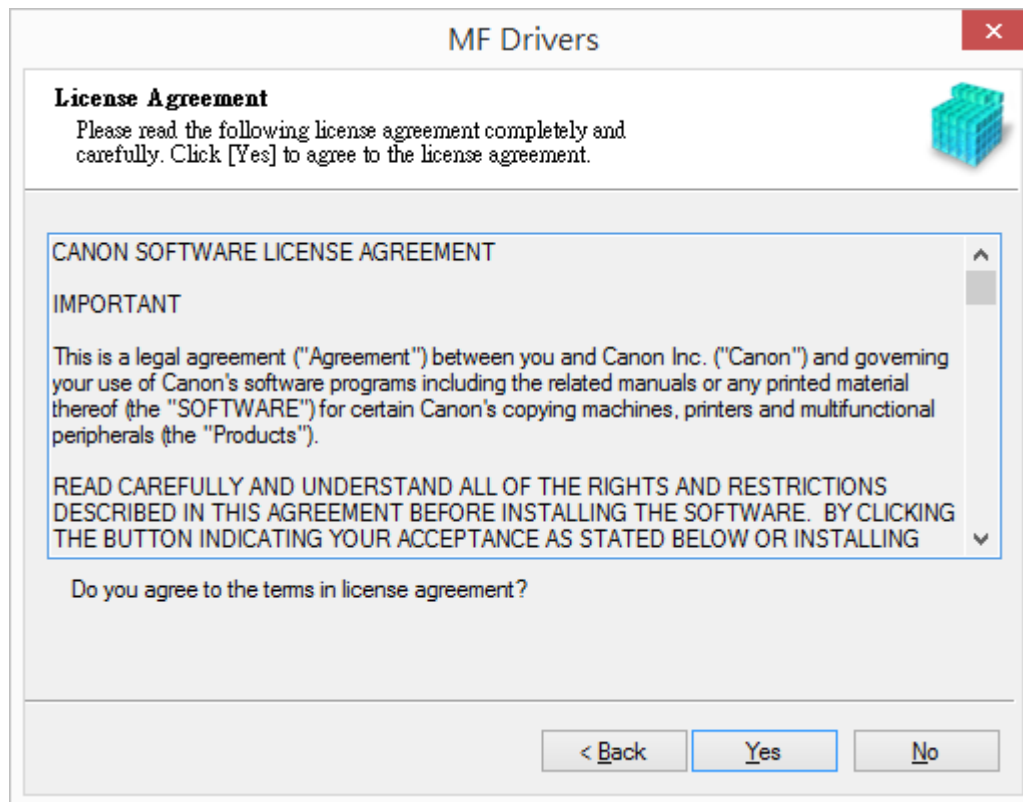 MF Drivers
License Agreement
Please read the following license agreement completely and
carefully. Click [Yes] to agree to the license agreement.
CANON SOFTWARE LICENSE AGREEMENT
IMPORTANT
This is a legal agreement ("Agreement") between you and Canon Inc. ("Canon") and governing
your use of Canon's software programs including the related manuals or any printed material
thereof (the "SOFTWARE") for certain Canon's copying machines, printers and multifunctional
peripherals (the "Products").
READ CAREFULLY AND UNDERSTAND ALL OF THE RIGHTS AND RESTRICTIONS
DESCRIBED IN THIS AGREEMENT BEFORE INSTALLING THE SOFTWARE.  BY CLICKING
THE BUTTON INDICATING YOUR ACCEPTANCE AS STATED BELOW OR INSTALLING
Do you agree to the terms in license agreement?
< Back
Yes
No